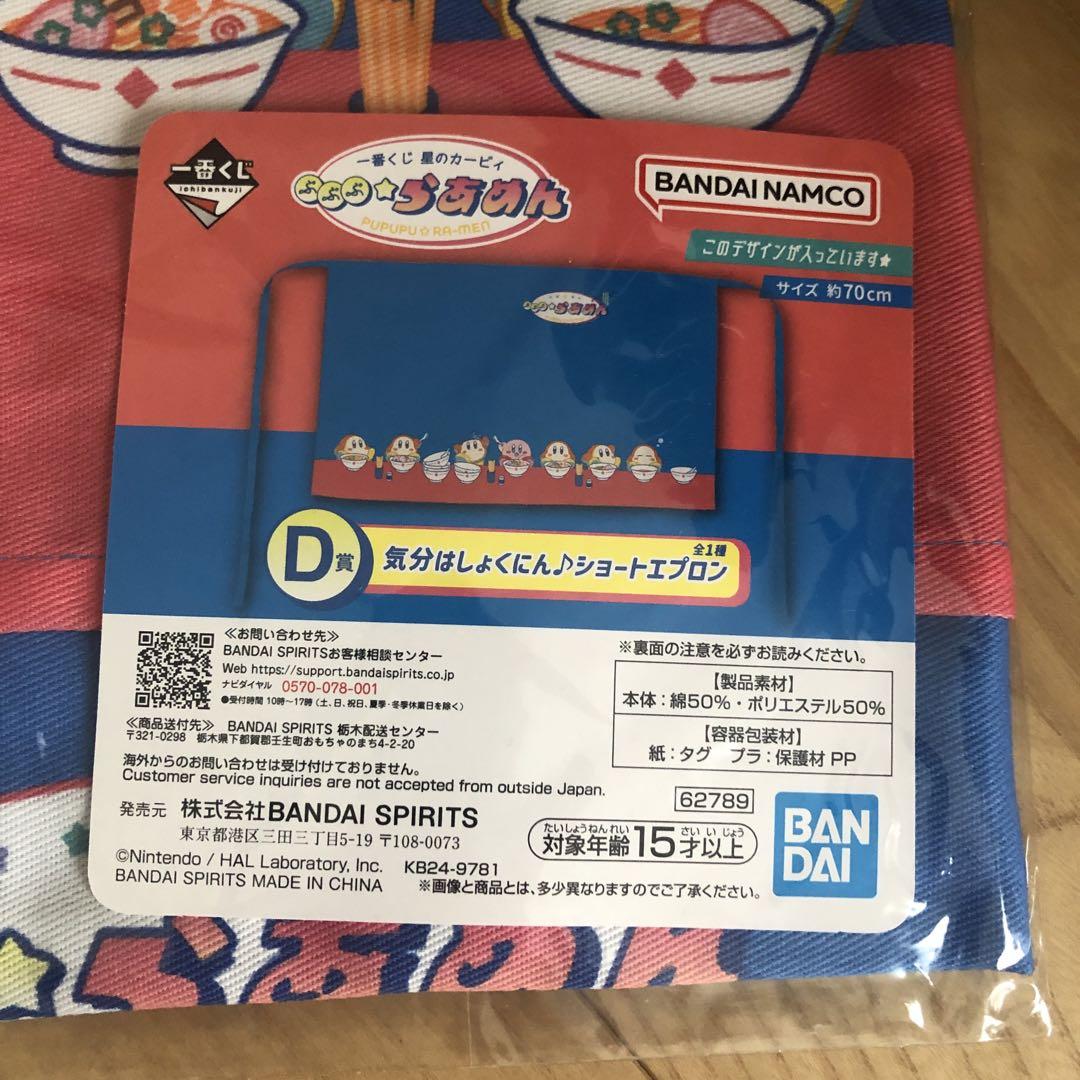 一番くじ
ichibankuji
一番くじ 星のカービィ
ぷぷぷ☆らあめん
PUPUPU☆RA-MEN
BANDAI NAMCO
このデザインが入っています★
サイズ 約70cm
ぷぷぷ☆らあめん
D賞
気分はしょくにん♪ショートエプロン
全1種
≪お問い合わせ先≫
BANDAI SPIRITSお客様相談センター
Web https://support.bandaispirits.co.jp
ナビダイヤル 0570-078-001
●受付時間 10時〜17時(土、日、祝日、夏季・冬季休業日を除く)
≪商品送付先≫ BANDAI SPIRITS 栃木配送センター
〒321-0298 栃木県下都賀郡壬生町おもちゃのまち4-2-20
海外からのお問い合わせは受け付けておりません。
Customer service inquiries are not accepted from outside Japan.
発売元 株式会社BANDAI SPIRITS
東京都港区三田三丁目5-19 〒108-0073
©Nintendo / HAL Laboratory, Inc. KB24-9781
BANDAI SPIRITS MADE IN CHINA
※裏面の注意を必ずお読みください。
【製品素材】
本体:綿50%・ポリエステル50%
【容器包装材】
紙:タグ プラ:保護材 PP
62789
たいしょうねんれい さい いじょう
対象年齢15才以上
BAN
DAI
※画像と商品とは、多少異なりますのでご了承ください。
らあめん